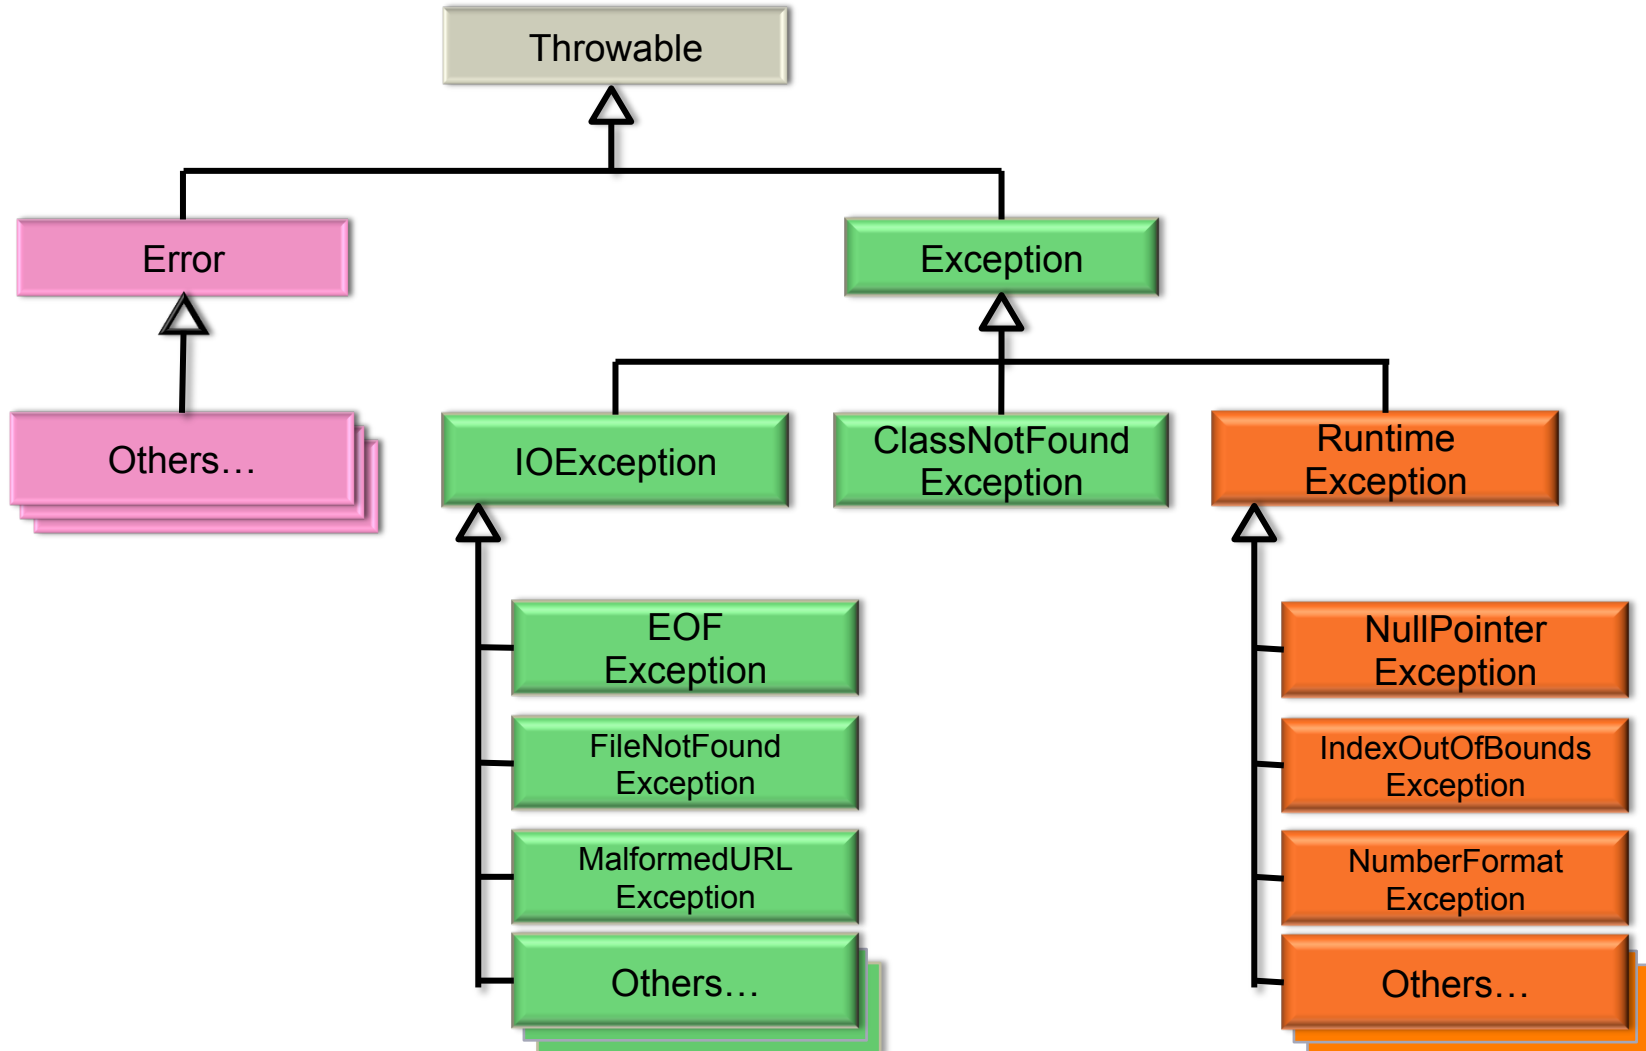 Throwable
Error
Exception
Others…
IOException
ClassNotFound
Exception
Runtime
Exception
EOF
Exception
FileNotFound
Exception
MalformedURL
Exception
Others…
NullPointer
Exception
IndexOutOfBounds
Exception
NumberFormat
Exception
Others…